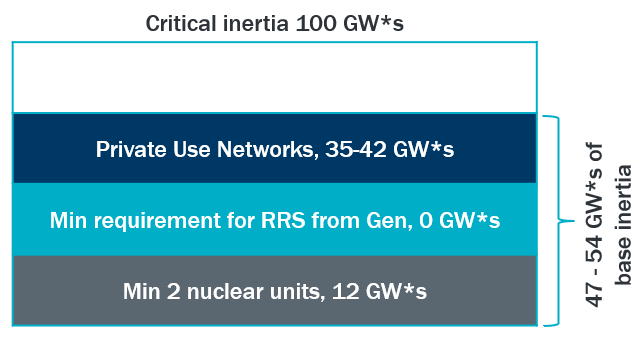 Critical inertia 100 GW*s
Private Use Networks, 35-42 GW*s
Min requirement for RRS from Gen, 0 GW*s
Min 2 nuclear units, 12 GW*s
47 - 54 GW*s of
base inertia